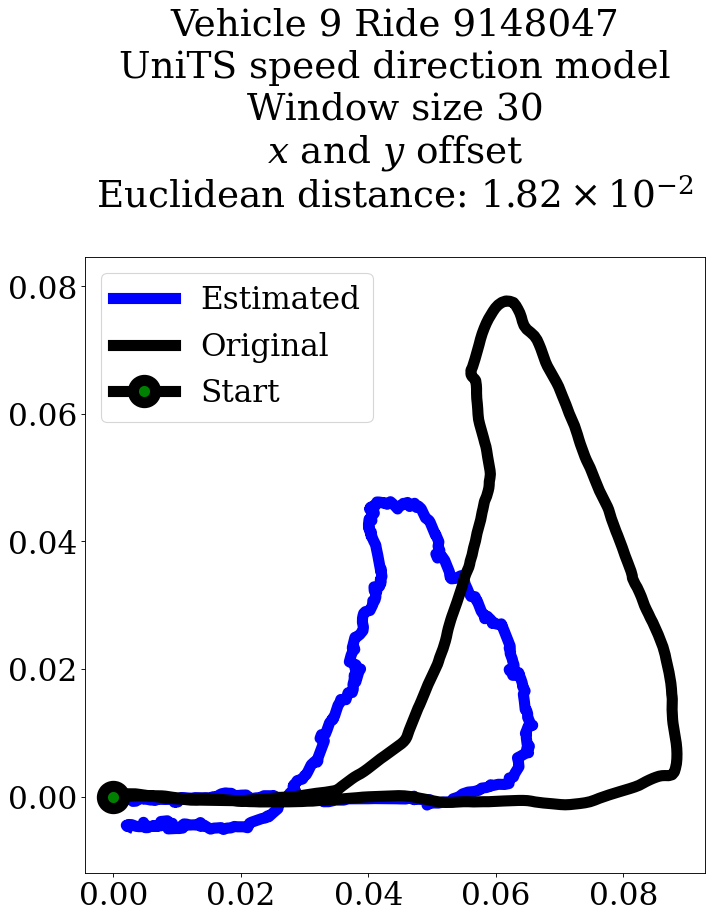 Vehicle 9 Ride 9148047
UniTS speed direction model
Window size 30
x and y offset
Euclidean distance: 1.82 × 10⁻²
0.08
0.06
0.04
0.02
0.00
Estimated
Original
Start
0.00 0.02 0.04 0.06 0.08